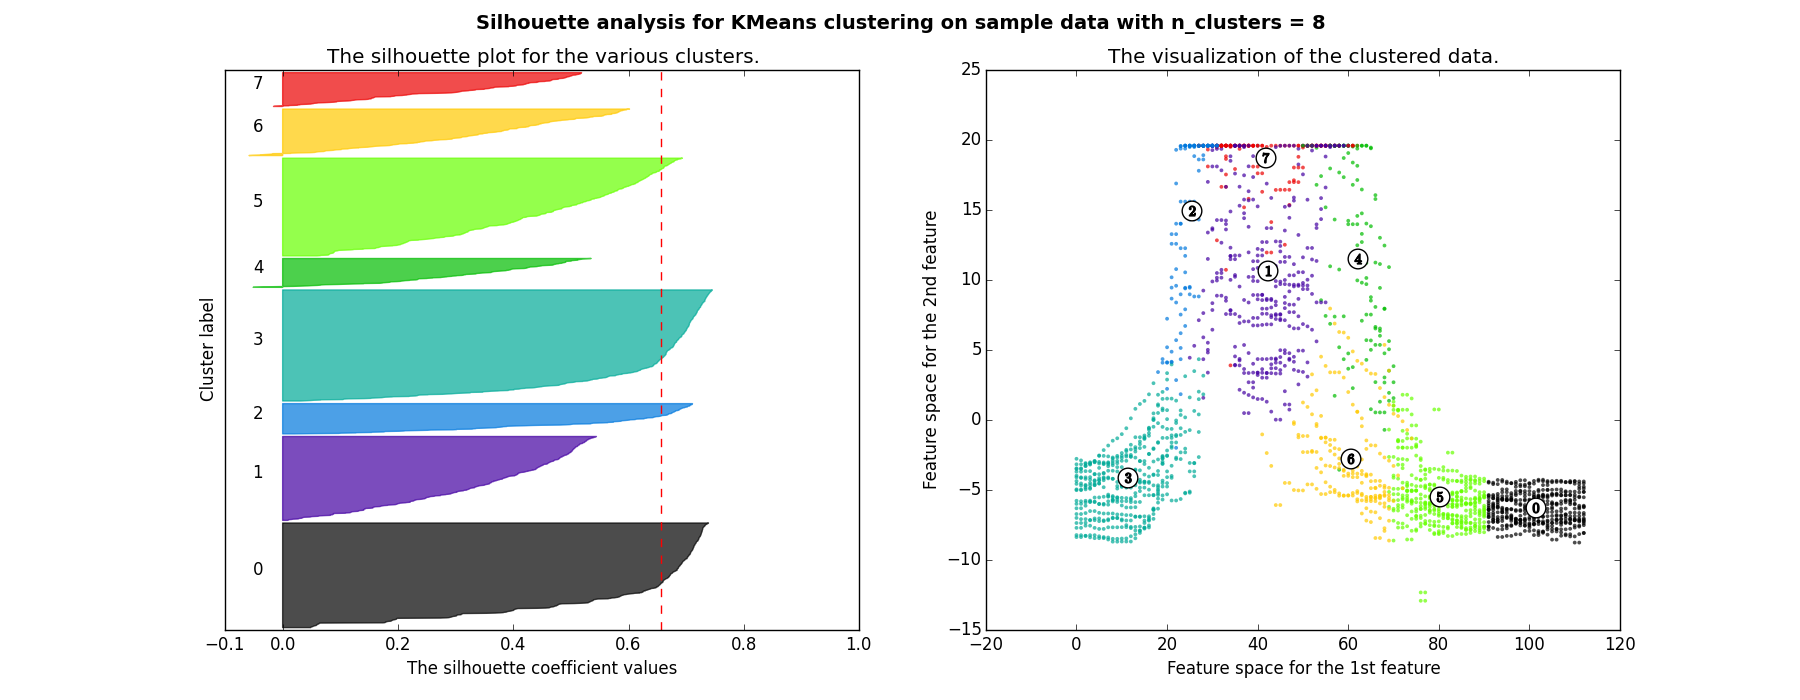 Silhouette analysis for KMeans clustering on sample data with n_clusters = 8
The silhouette plot for the various clusters.
7
6
5
4
3
2
1
0
Cluster label
−0.1 0.0 0.2 0.4 0.6 0.8 1.0
The silhouette coefficient values
The visualization of the clustered data.
25
20
15
10
5
0
−5
−10
−15
Feature space for the 2nd feature
7
2
1
4
6
3
5
0
−20 0 20 40 60 80 100 120
Feature space for the 1st feature